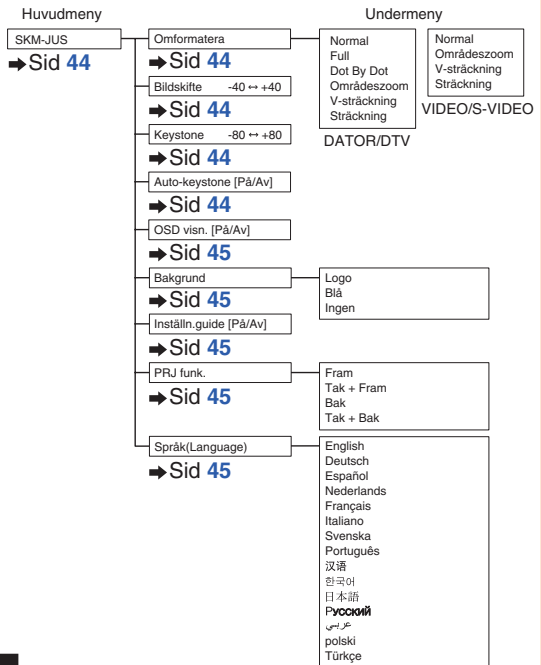 Huvudmeny
Undermeny
SKM-JUS
➡Sid 44
Omformatera
➡Sid 44
Normal
Full
Dot By Dot
Områdeszoom
V-sträckning
Sträckning
DATOR/DTV
Normal
Områdeszoom
V-sträckning
Sträckning
VIDEO/S-VIDEO
Bildskifte -40 ↔ +40
➡Sid 44
Keystone -80 ↔ +80
➡Sid 44
Auto-keystone [På/Av]
➡Sid 44
OSD visn. [På/Av]
➡Sid 45
Bakgrund
➡Sid 45
Logo
Blå
Ingen
Inställn.guide [På/Av]
➡Sid 45
PRJ funk.
➡Sid 45
Fram
Tak + Fram
Bak
Tak + Bak
Språk(Language)
➡Sid 45
English
Deutsch
Español
Nederlands
Français
Italiano
Svenska
Português
汉语
한국어
日本語
Русский
عربي
polski
Türkçe